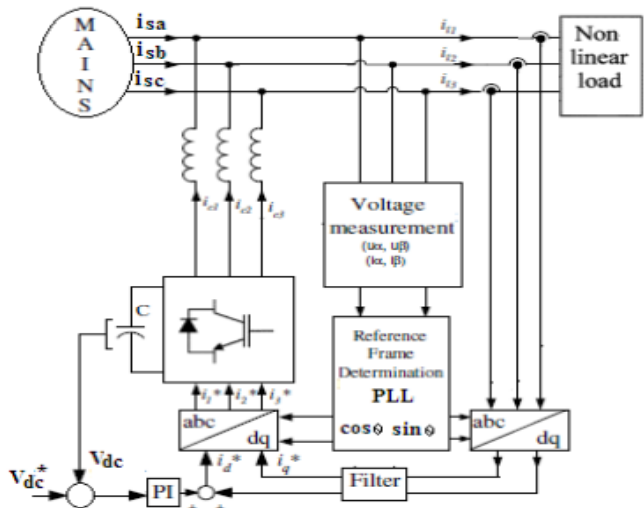 MAINS
isa
isb
isc
il1
il2
il3
Non
linear
load
ic1
ic2
ic3
Voltage
measurement
(uα, uβ)
(iα, iβ)
C
Reference
Frame
Determination
PLL
cosθ sinθ
i1* i2* i3*
abc
dq
abc
dq
Vdc
id*
iq*
Vdc*
PI
Filter